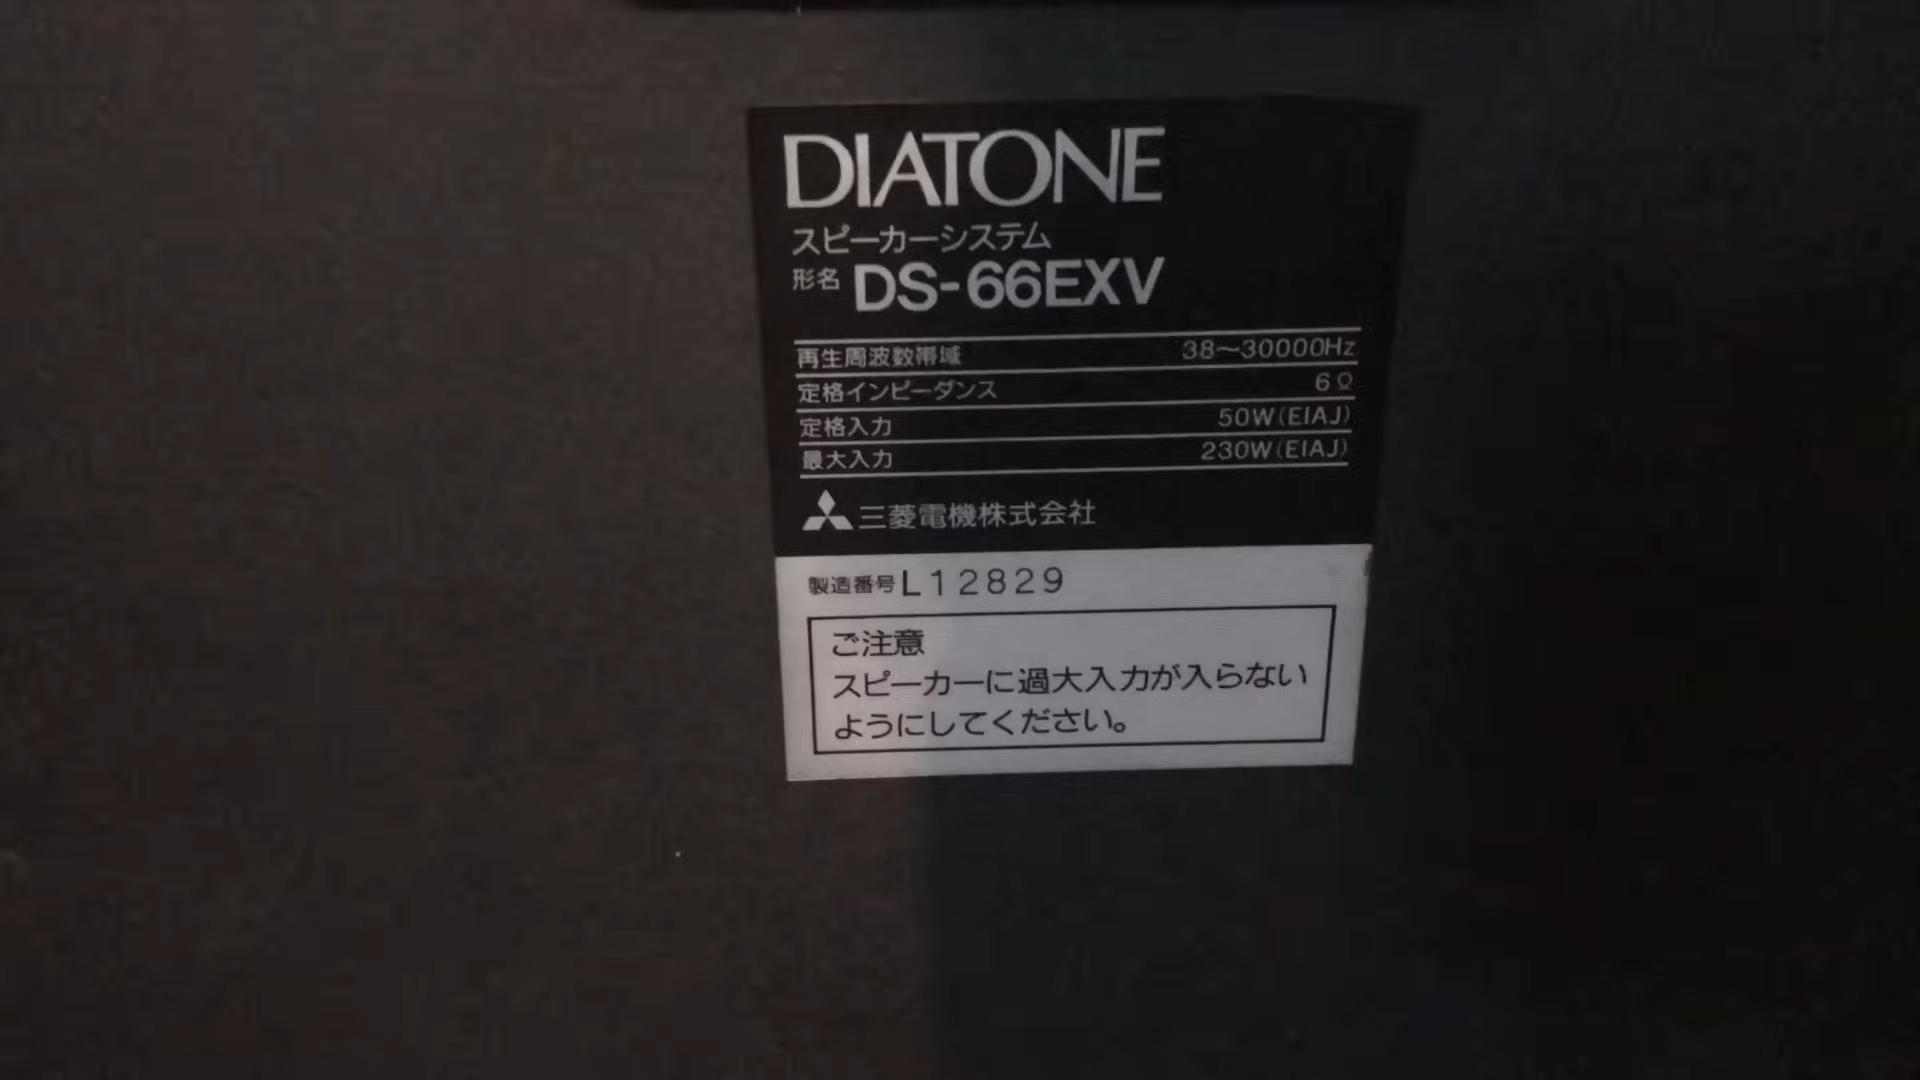 DIATONE
スピーカーシステム
形名 DS-66EXV
再生周波数帯域 38〜30000Hz
定格インピーダンス 6Ω
定格入力 50W(EIAJ)
最大入力 230W(EIAJ)
三菱電機株式会社
製造番号 L12829
ご注意
スピーカーに過大入力が入らない
ようにしてください。